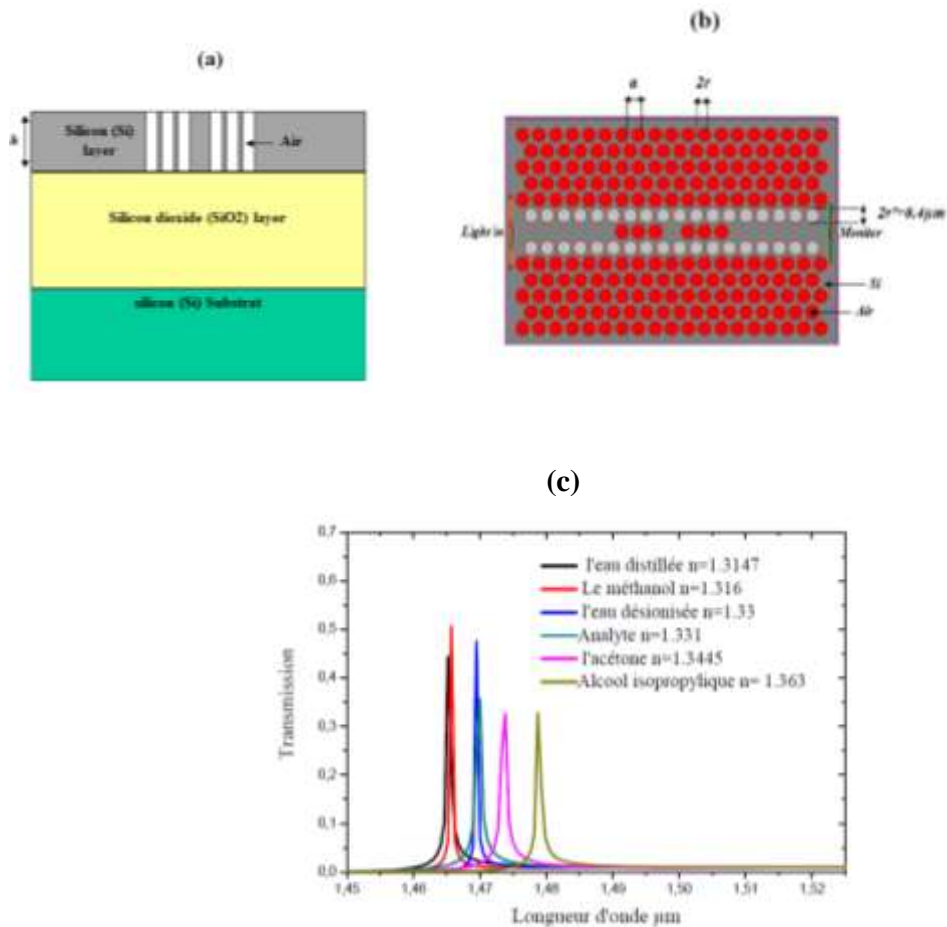 (a)
h
Silicon (Si)
layer
Air
Silicon dioxide (SiO2) layer
silicon (Si) Substrat
(b)
a
2r
2r'=0,4µm
Light in
Moniter
Si
Air
(c)
Transmission
0,7
0,6
0,5
0,4
0,3
0,2
0,1
0,0
l'eau distillée n=1.3147
Le méthanol n=1.316
l'eau désionisée n=1.33
Analyte n=1.331
l'acétone n=1.3445
Alcool isopropylique n= 1.363
1,45
1,46
1,47
1,48
1,49
1,50
1,51
1,52
Longueur d'onde µm